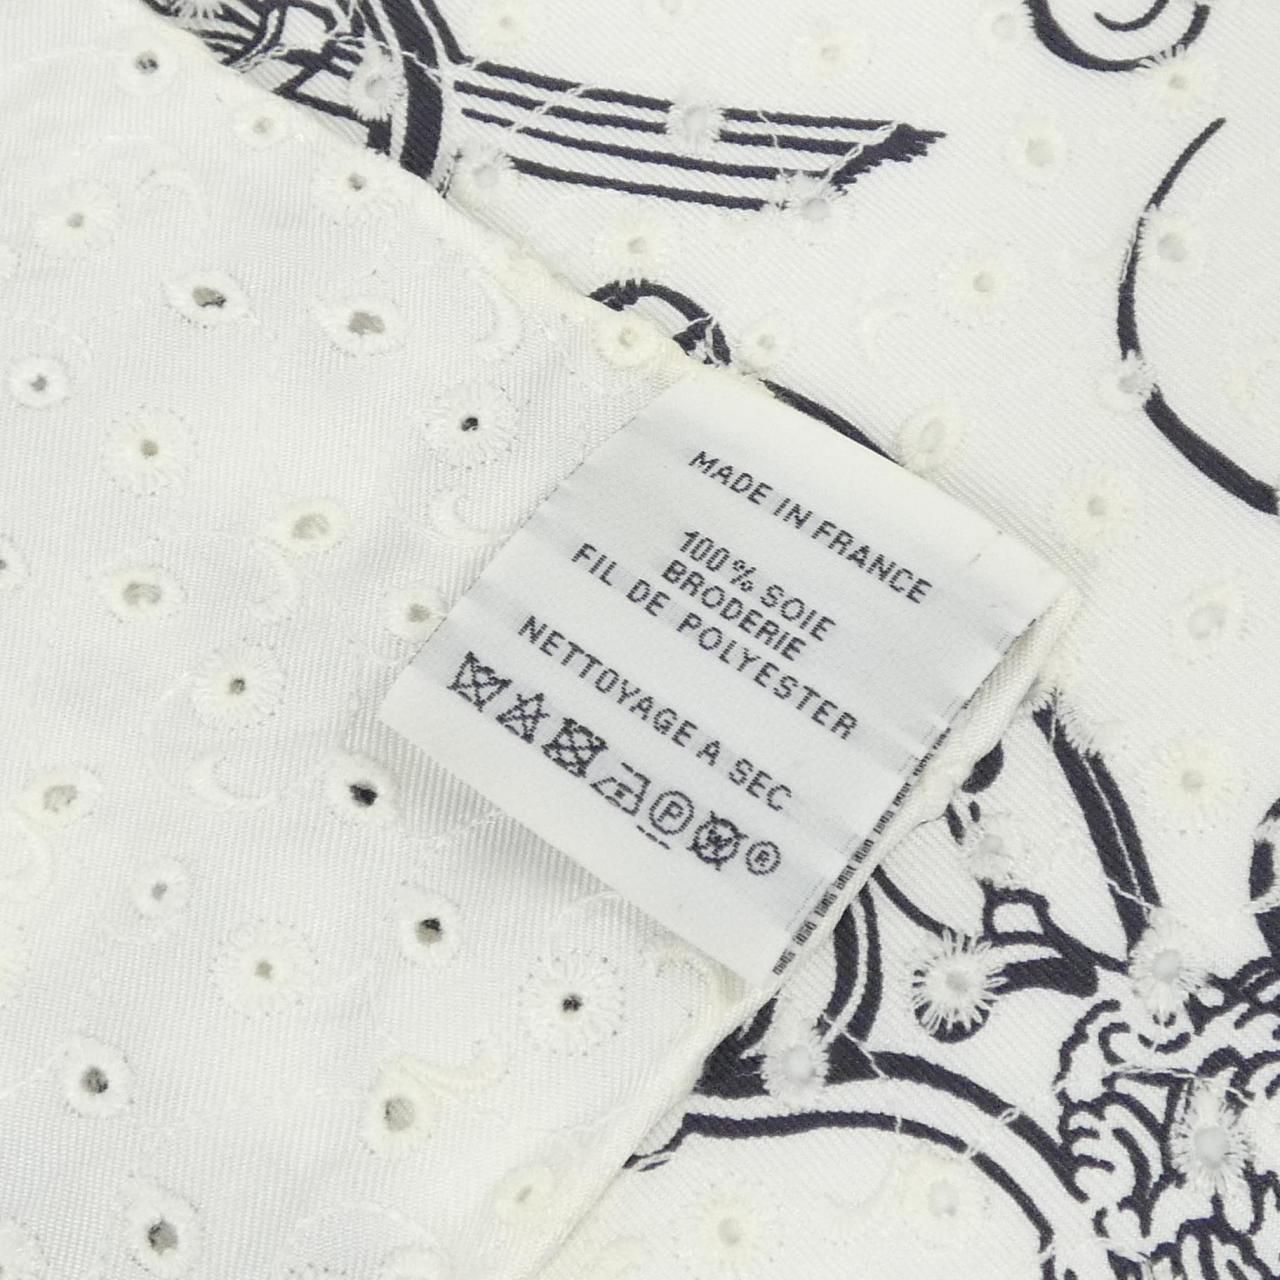 MADE IN FRANCE
100% SOIE
BRODERIE
FIL DE POLYESTER
NETTOYAGE A SEC
P W ®